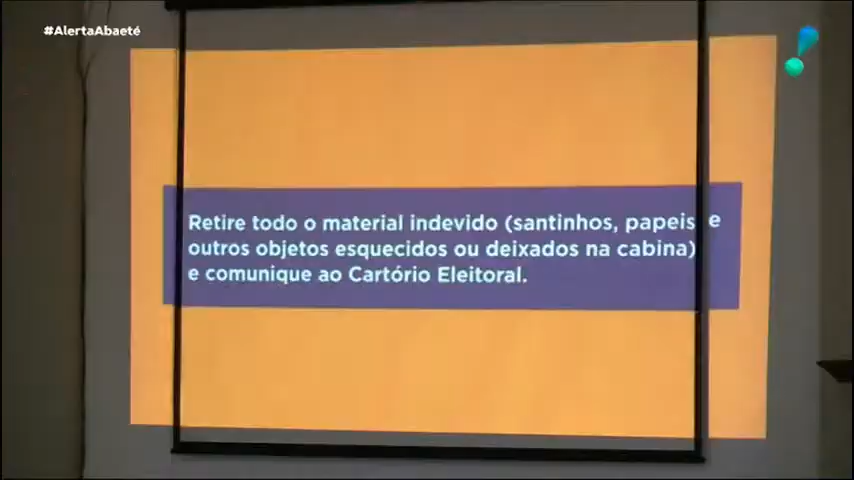 #AlertaAbaeté
Retire todo o material indevido (santinhos, papeis e
outros objetos esquecidos ou deixados na cabina)
e comunique ao Cartório Eleitoral.